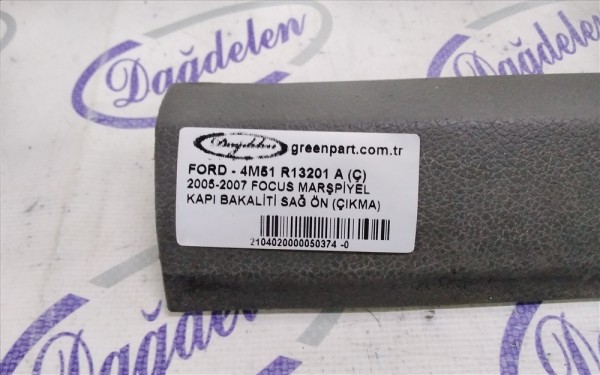 Dağdelen
Dağdelen greenpart.com.tr
FORD - 4M51 R13201 A (Ç)
2005-2007 FOCUS MARŞPİYEL
KAPI BAKALİTİ SAĞ ÖN (ÇIKMA)
2104020000050374 -0
Dağdelen
Dağdelen